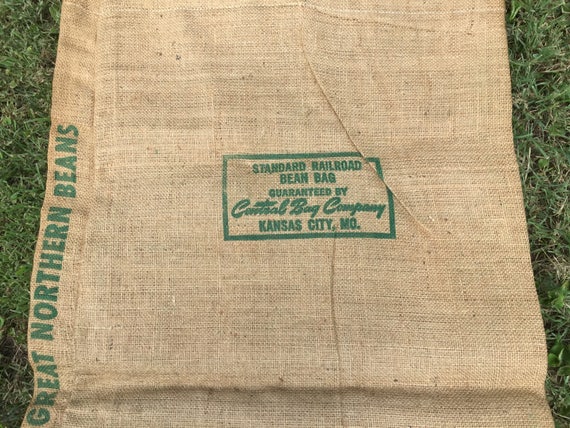 GREAT NORTHERN BEANS
STANDARD RAILROAD
BEAN BAG
GUARANTEED BY
Central Bag Company
KANSAS CITY, MO.